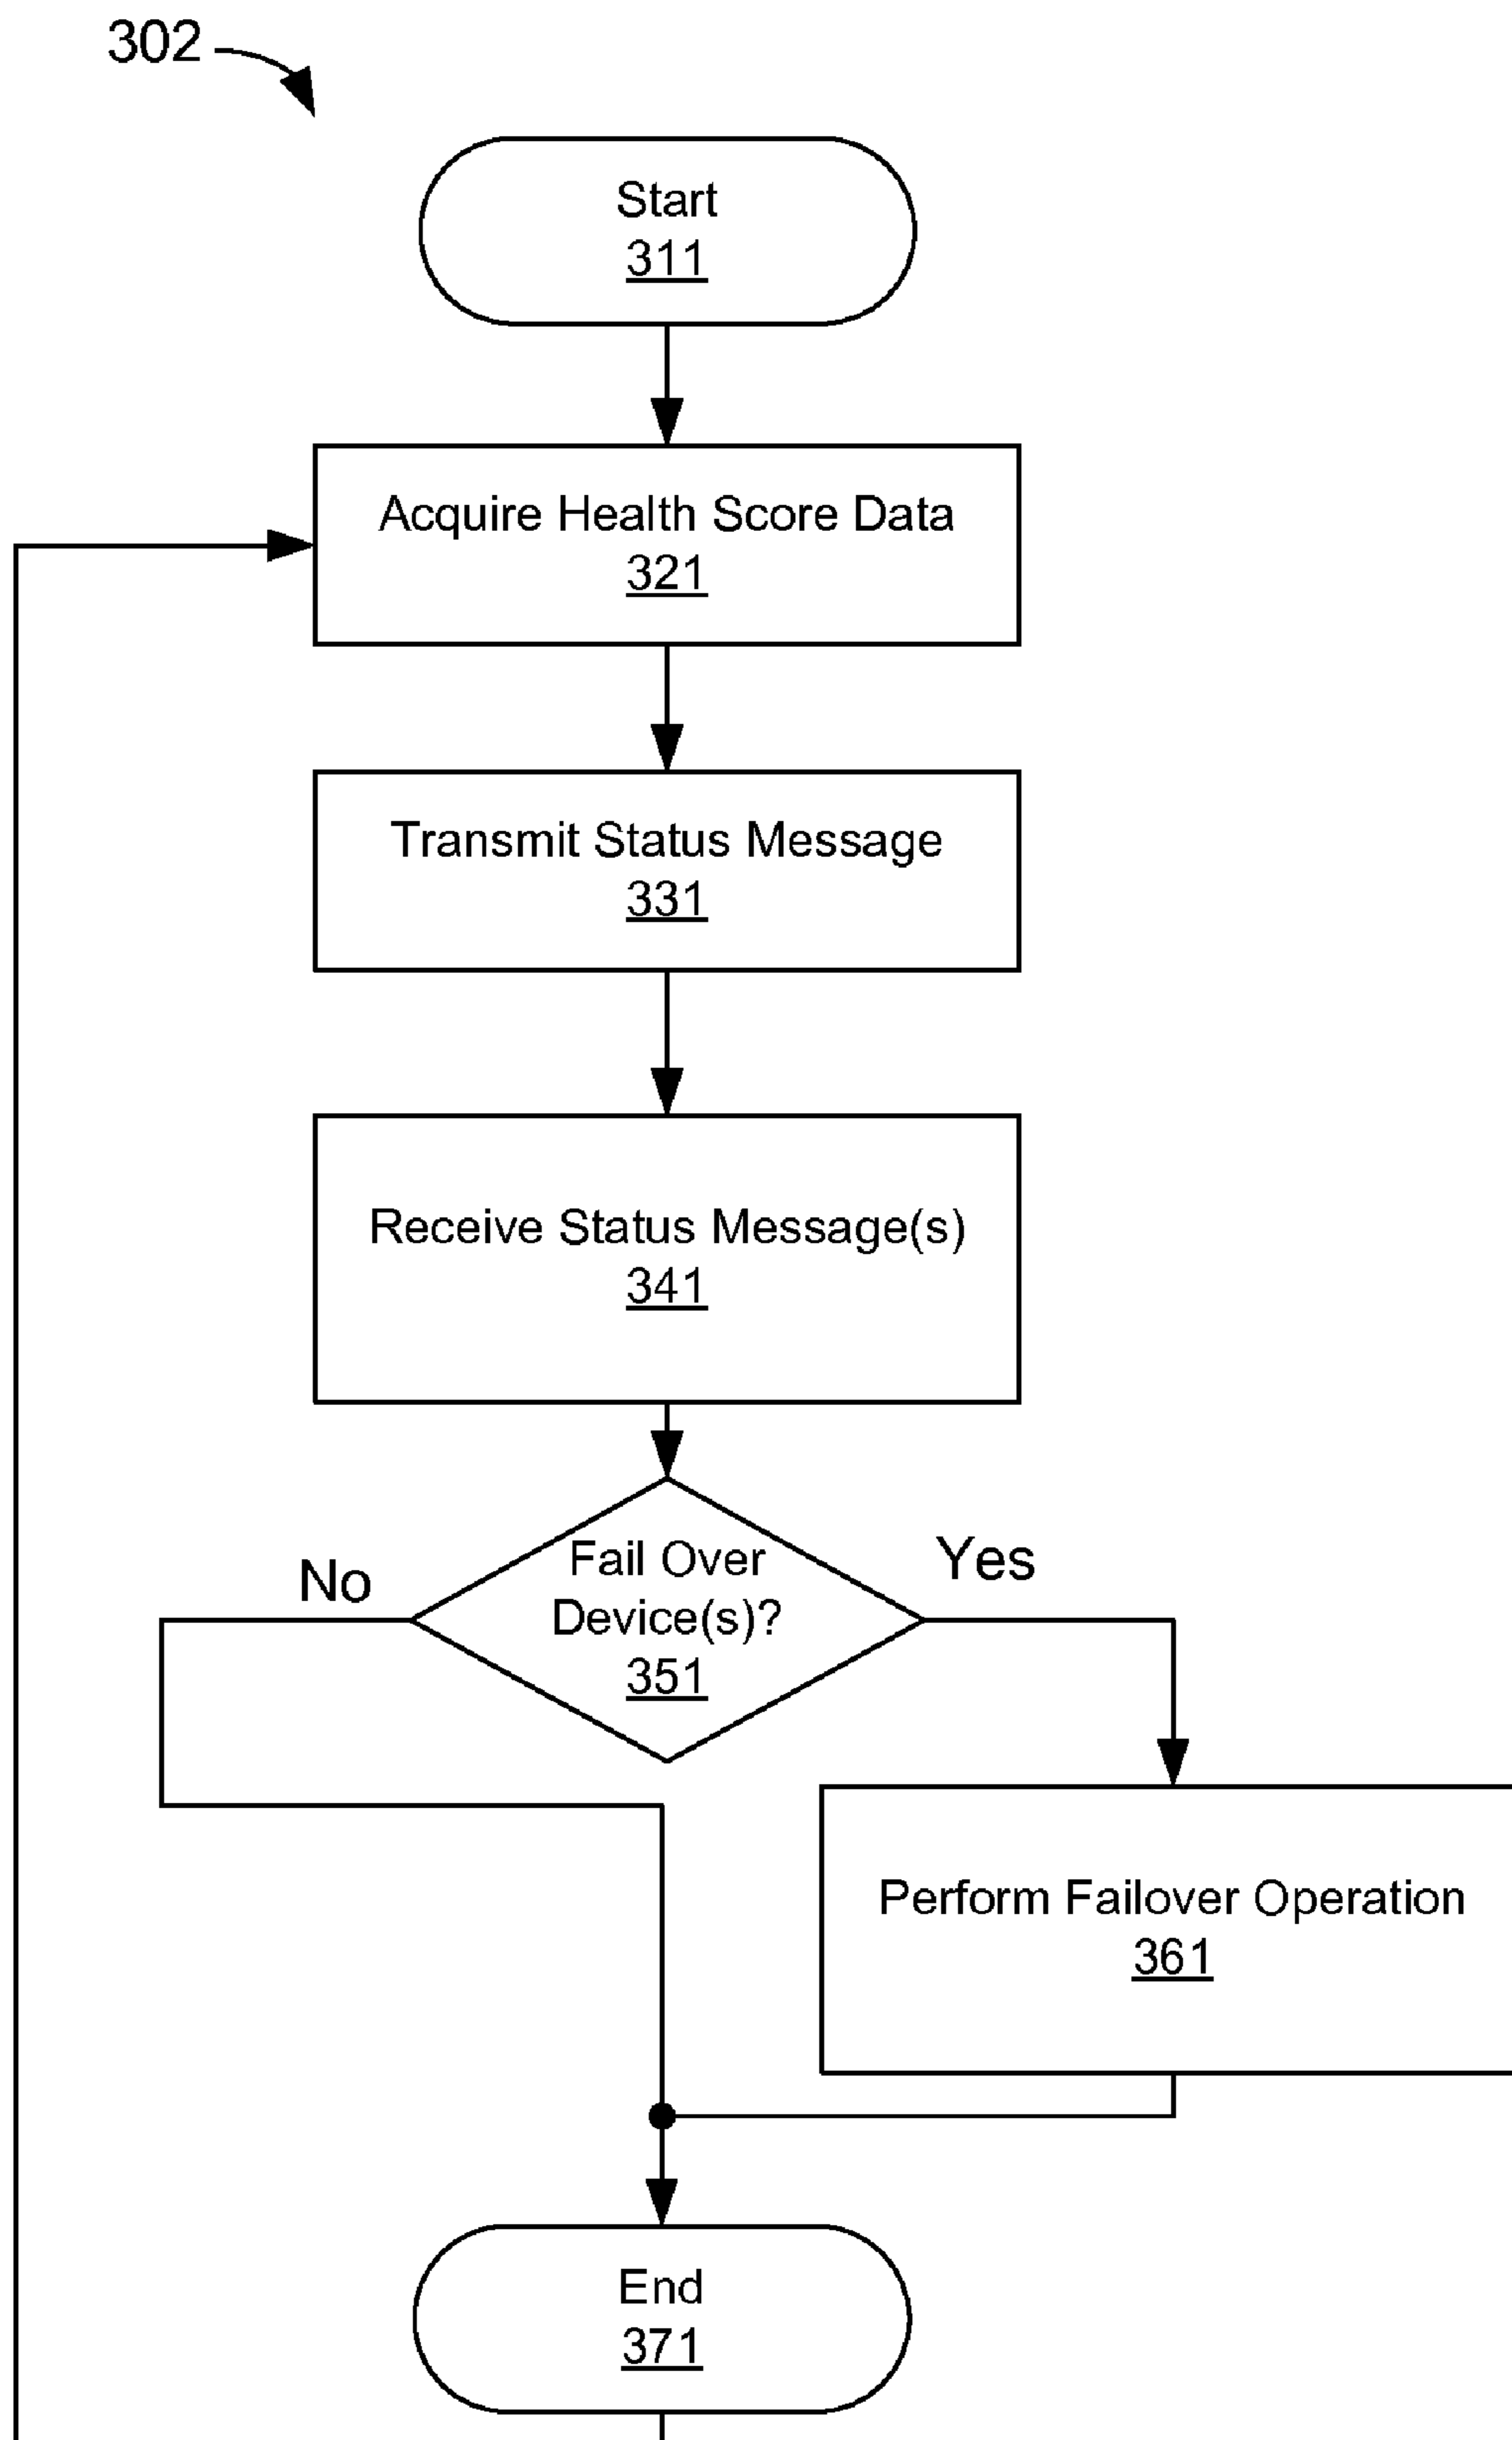 302
Start
311
Acquire Health Score Data
321
Transmit Status Message
331
Receive Status Message(s)
341
Fail Over
Device(s)?
351
No
Yes
Perform Failover Operation
361
End
371